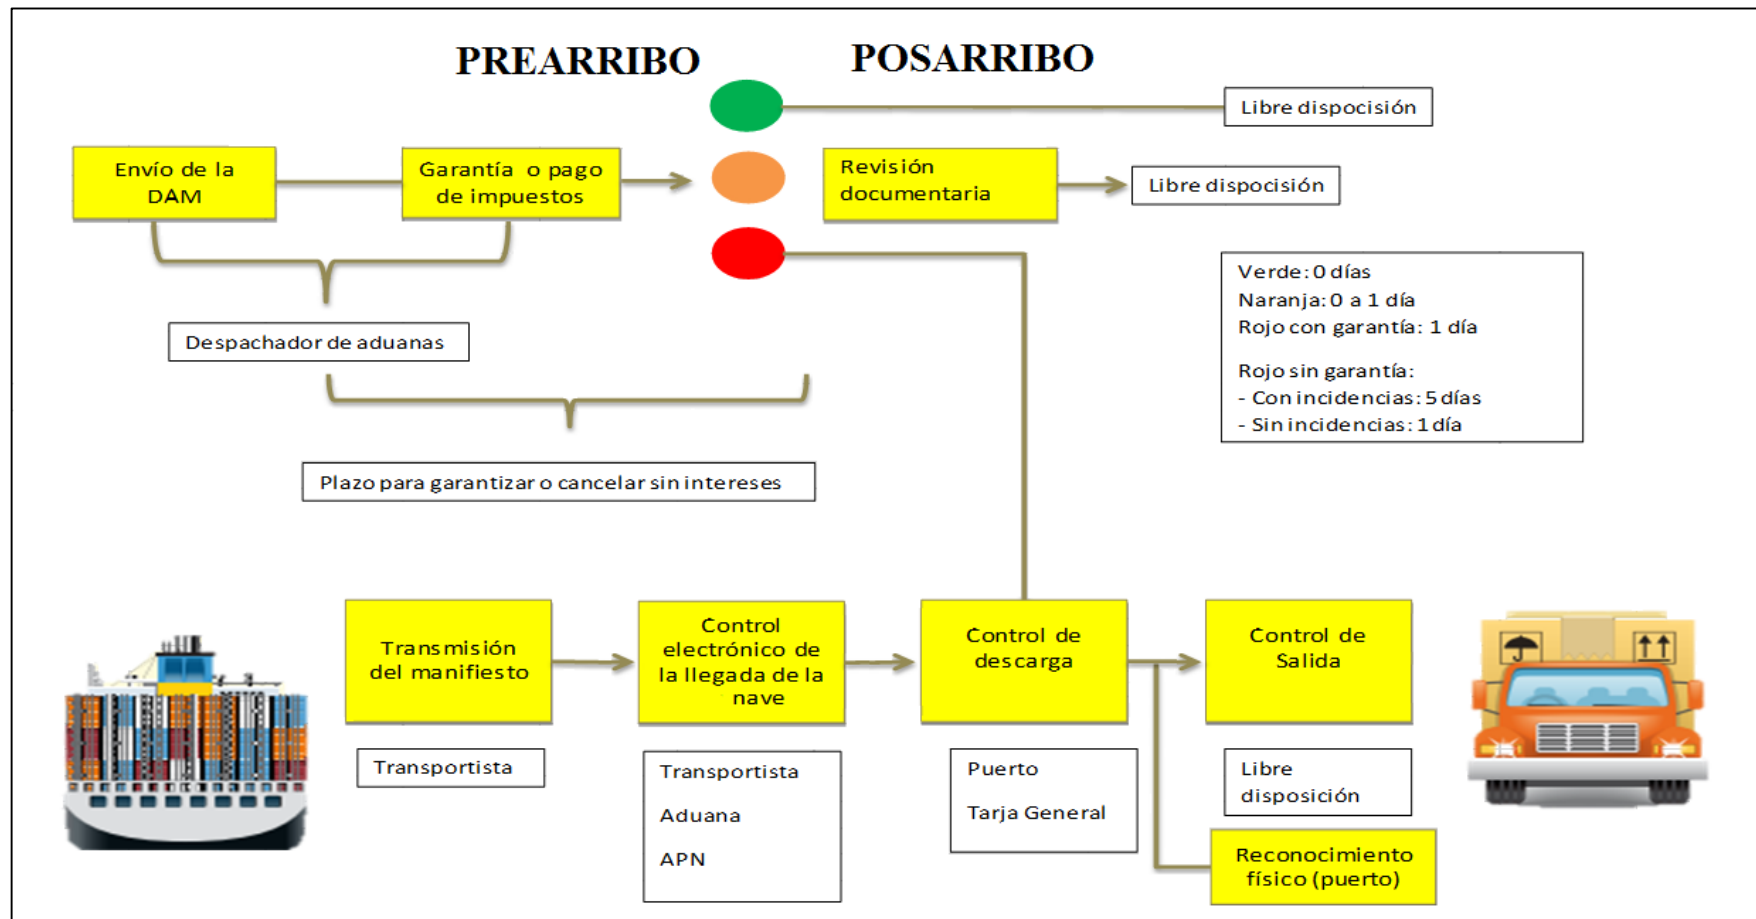 PREARRIBO
POSARRIBO
Libre dispocisión
Envío de la
DAM
Garantía o pago
de impuestos
Revisión
documentaria
Libre dispocisión
Verde: 0 días
Naranja: 0 a 1 día
Rojo con garantía: 1 día
Rojo sin garantía:
- Con incidencias: 5 días
- Sin incidencias: 1 día
Despachador de aduanas
Plazo para garantizar o cancelar sin intereses
Transmisión
del manifiesto
Control
electrónico de
la llegada de la
nave
Control de
descarga
Control de
Salida
Transportista
Transportista
Aduana
APN
Puerto
Tarja General
Libre
disposición
Reconocimiento
físico (puerto)